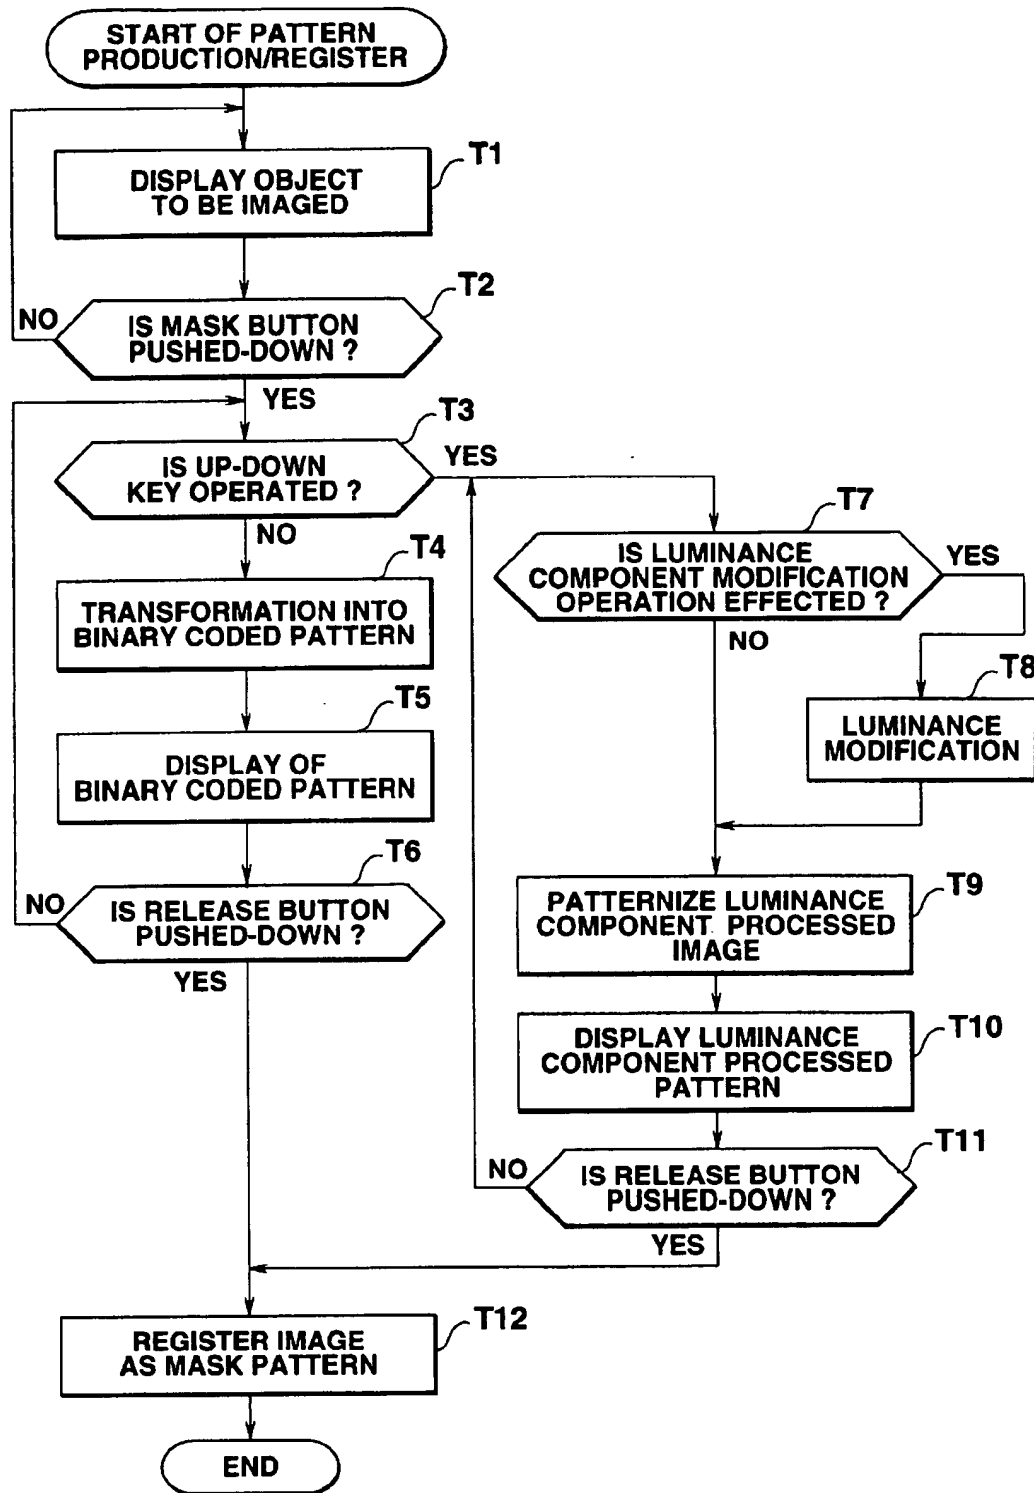 START OF PATTERN
PRODUCTION/REGISTER
T1
DISPLAY OBJECT
TO BE IMAGED
T2
NO
IS MASK BUTTON
PUSHED-DOWN ?
YES
T3
IS UP-DOWN
KEY OPERATED ?
YES
NO
T4
TRANSFORMATION INTO
BINARY CODED PATTERN
T5
DISPLAY OF
BINARY CODED PATTERN
T6
NO
IS RELEASE BUTTON
PUSHED-DOWN ?
YES
T7
IS LUMINANCE
COMPONENT MODIFICATION
OPERATION EFFECTED ?
YES
NO
T8
LUMINANCE
MODIFICATION
T9
PATTERNIZE LUMINANCE
COMPONENT PROCESSED
IMAGE
T10
DISPLAY LUMINANCE
COMPONENT PROCESSED
PATTERN
T11
NO
IS RELEASE BUTTON
PUSHED-DOWN ?
YES
T12
REGISTER IMAGE
AS MASK PATTERN
END